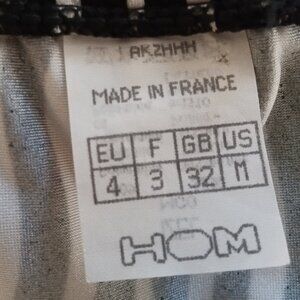 AKZHHH
MADE IN FRANCE
EU F GB US
4 3 32 M
HOM